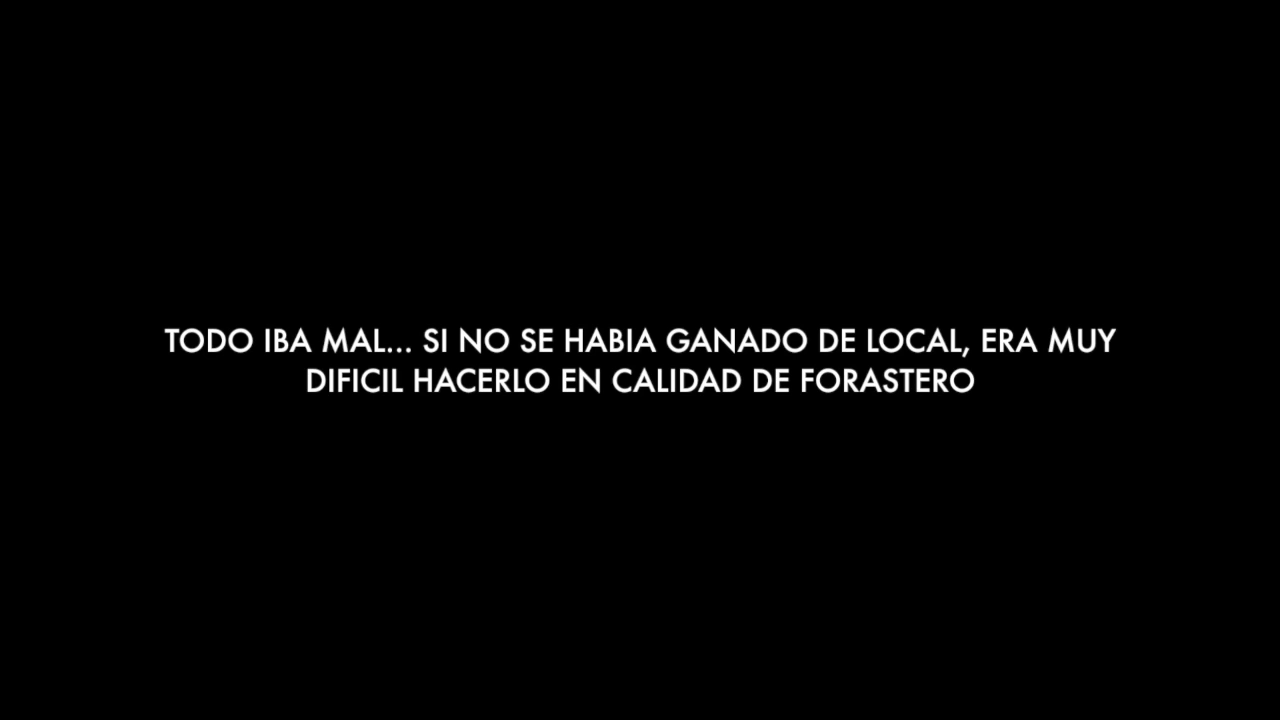 TODO IBA MAL... SI NO SE HABIA GANADO DE LOCAL, ERA MUY
DIFICIL HACERLO EN CALIDAD DE FORASTERO